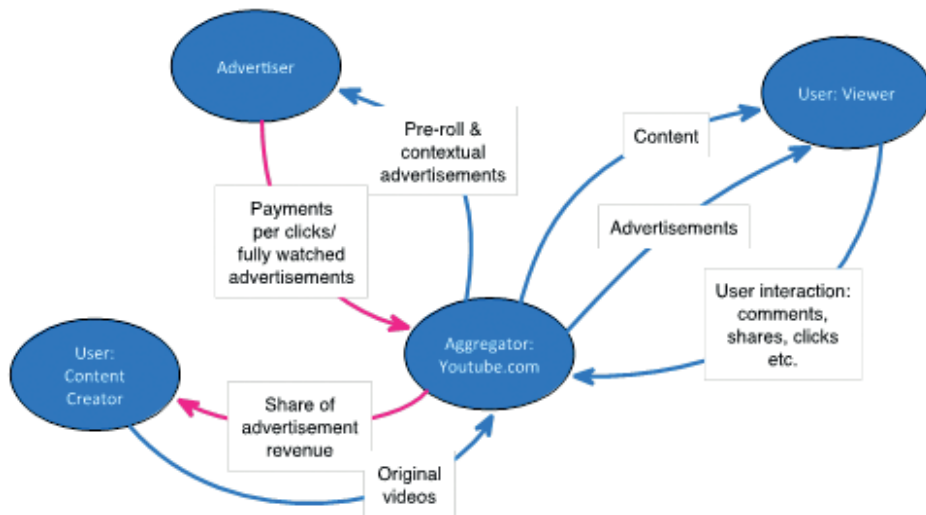 Advertiser
User: Viewer
Pre-roll &
contextual
advertisements
Content
Payments
per clicks/
fully watched
advertisements
Advertisements
User interaction:
comments,
shares, clicks
etc.
User:
Content
Creator
Aggregator:
Youtube.com
Share of
advertisement
revenue
Original
videos